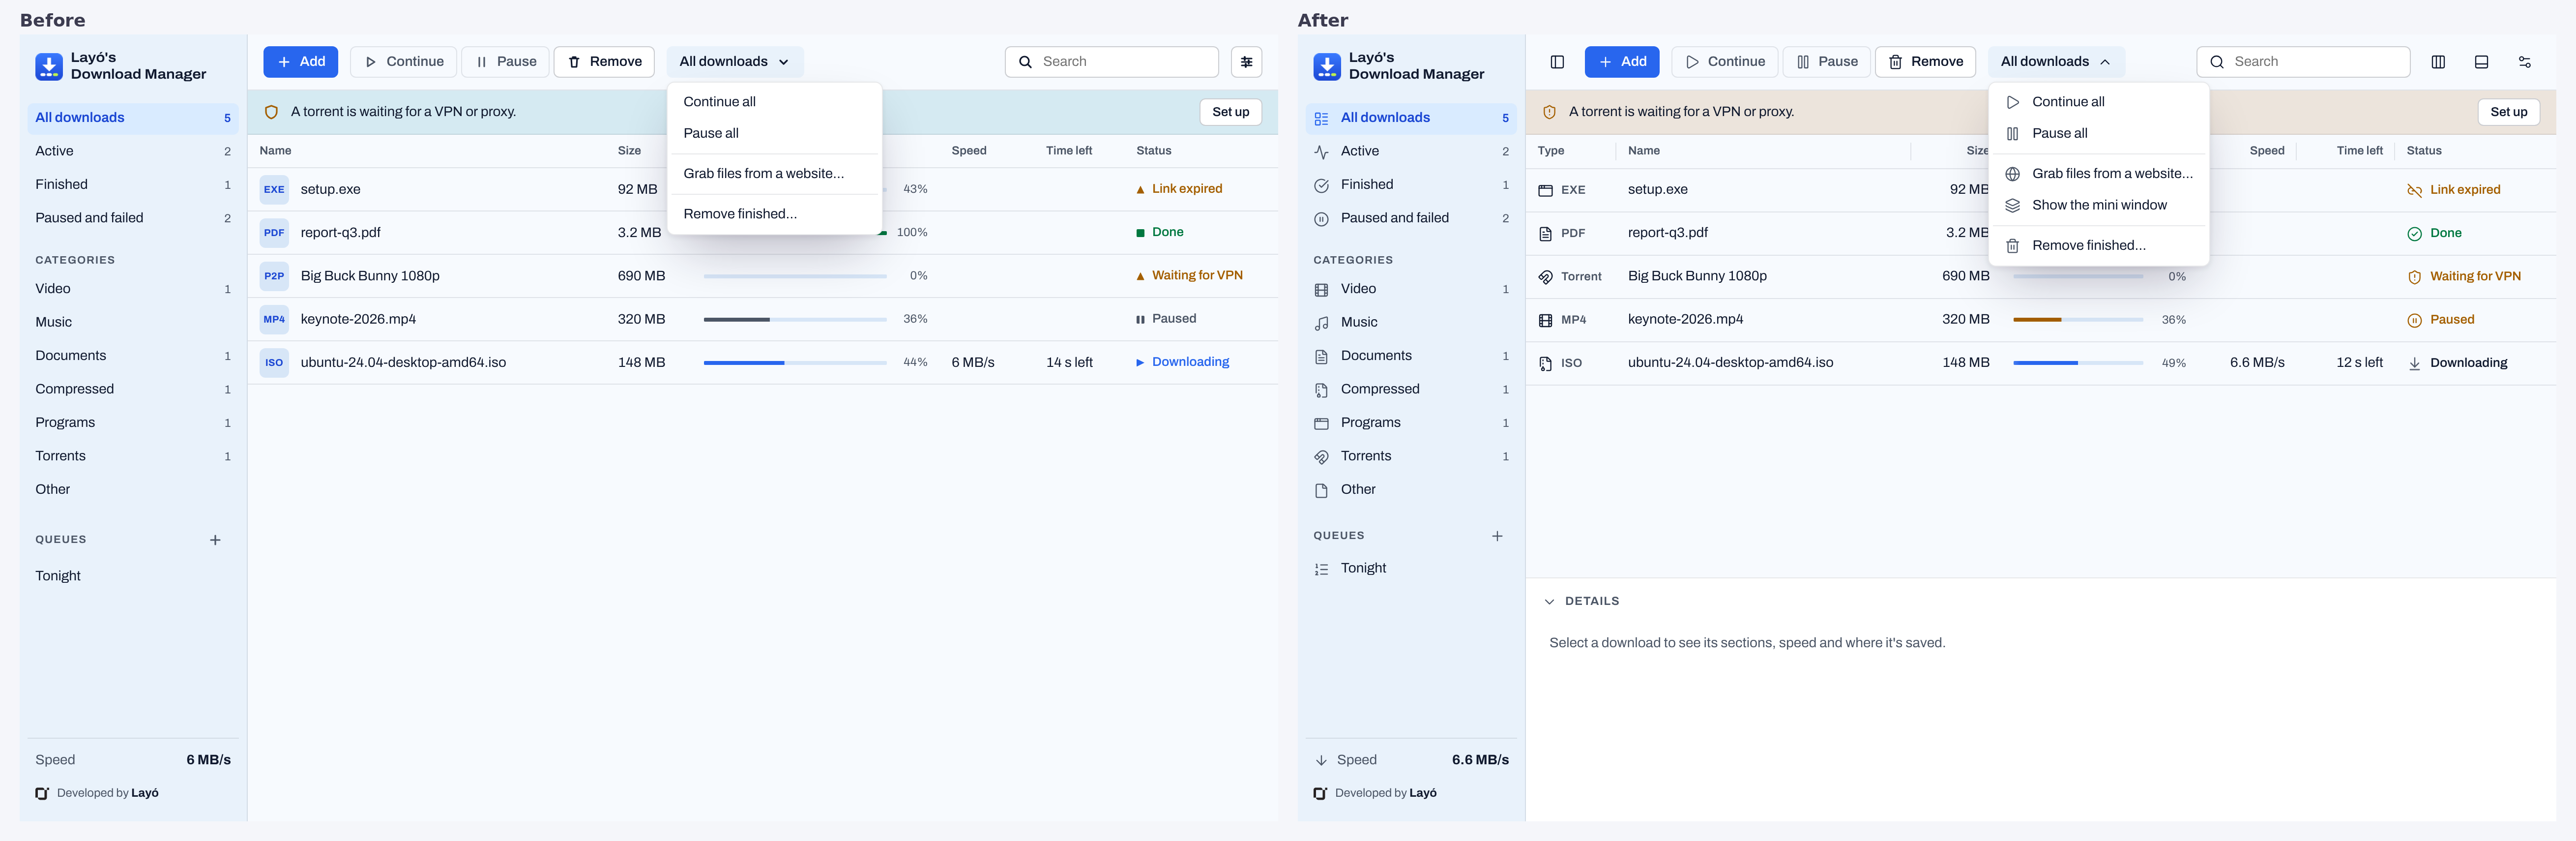 Before
Layó's
Download Manager
Add
Continue
Pause
Remove
All downloads
Search
All downloads 5
Active 2
Finished 1
Paused and failed 2
CATEGORIES
Video 1
Music
Documents 1
Compressed 1
Programs 1
Torrents 1
Other
QUEUES
Tonight
Speed 6 MB/s
Developed by Layó
A torrent is waiting for a VPN or proxy.
Set up
Continue all
Pause all
Grab files from a website...
Remove finished...
Name Size Speed Time left Status
EXE setup.exe 92 MB 43% Link expired
PDF report-q3.pdf 3.2 MB 100% Done
P2P Big Buck Bunny 1080p 690 MB 0% Waiting for VPN
MP4 keynote-2026.mp4 320 MB 36% Paused
ISO ubuntu-24.04-desktop-amd64.iso 148 MB 44% 6 MB/s 14 s left Downloading
After
Layó's
Download Manager
Add
Continue
Pause
Remove
All downloads
Search
All downloads 5
Active 2
Finished 1
Paused and failed 2
CATEGORIES
Video 1
Music
Documents 1
Compressed 1
Programs 1
Torrents 1
Other
QUEUES
Tonight
Speed 6.6 MB/s
Developed by Layó
A torrent is waiting for a VPN or proxy.
Set up
Continue all
Pause all
Grab files from a website...
Show the mini window
Remove finished...
Type Name Size Speed Time left Status
EXE setup.exe 92 MB Link expired
PDF report-q3.pdf 3.2 MB Done
Torrent Big Buck Bunny 1080p 690 MB 0% Waiting for VPN
MP4 keynote-2026.mp4 320 MB 36% Paused
ISO ubuntu-24.04-desktop-amd64.iso 148 MB 49% 6.6 MB/s 12 s left Downloading
DETAILS
Select a download to see its sections, speed and where it's saved.